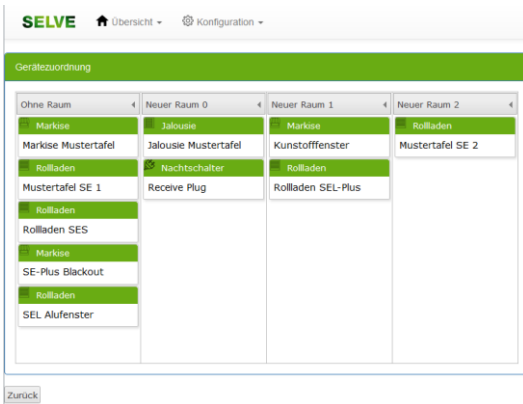 SELVE Übersicht Konfiguration
Gerätezuordnung
Ohne Raum Neuer Raum 0 Neuer Raum 1 Neuer Raum 2
Markise Jalousie Markise Rollladen
Markise Mustertafel Jalousie Mustertafel Kunstofffenster Mustertafel SE 2
Rollladen Nachtschalter Rollladen
Mustertafel SE 1 Receive Plug Rollladen SEL-Plus
Rollladen
Rollladen SES
Markise
SE-Plus Blackout
Rollladen
SEL Alufenster
Zurück